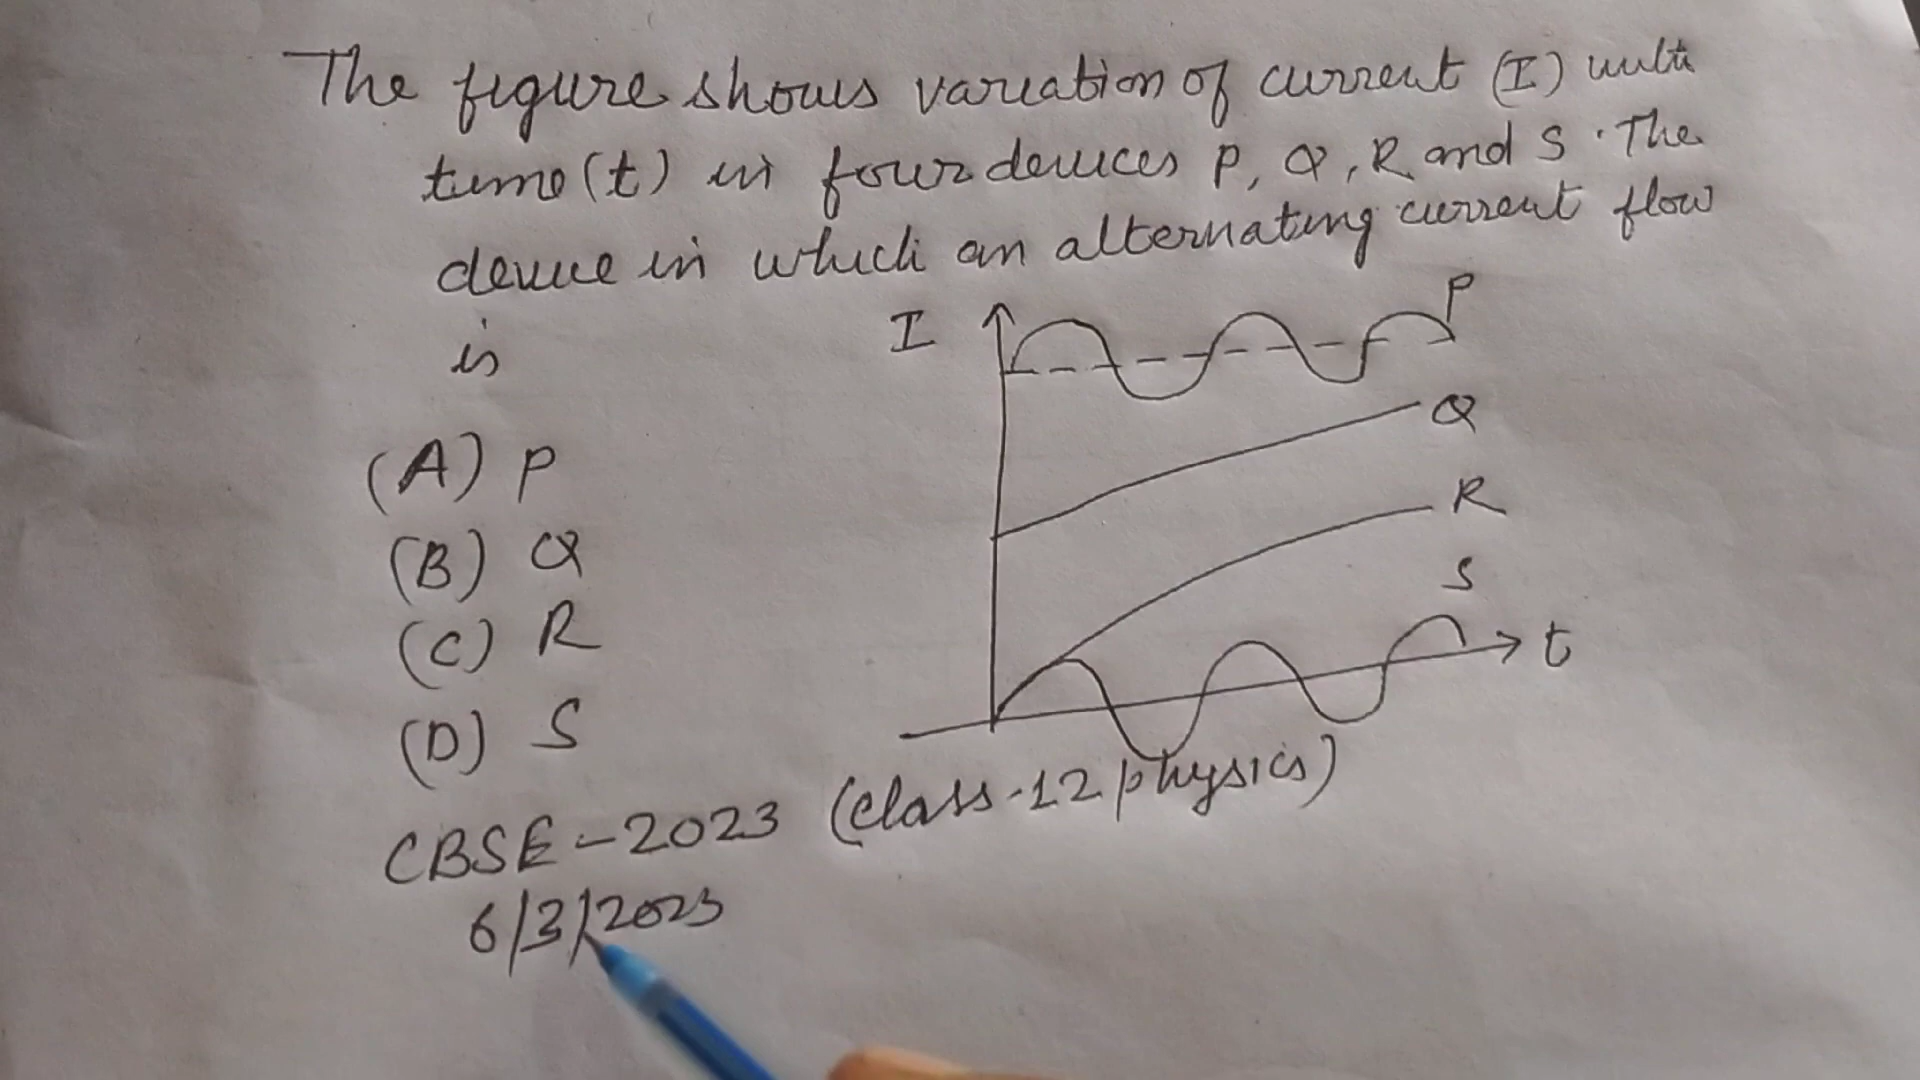 The figure shows variation of current (I) with
time (t) in four devices P, Q, R and S. The
device in which an alternating current flow
is
(A) P
(B) Q
(C) R
(D) S
I
P
Q
R
S
t
CBSE-2023 (Class-12 physics)
6/3/2023